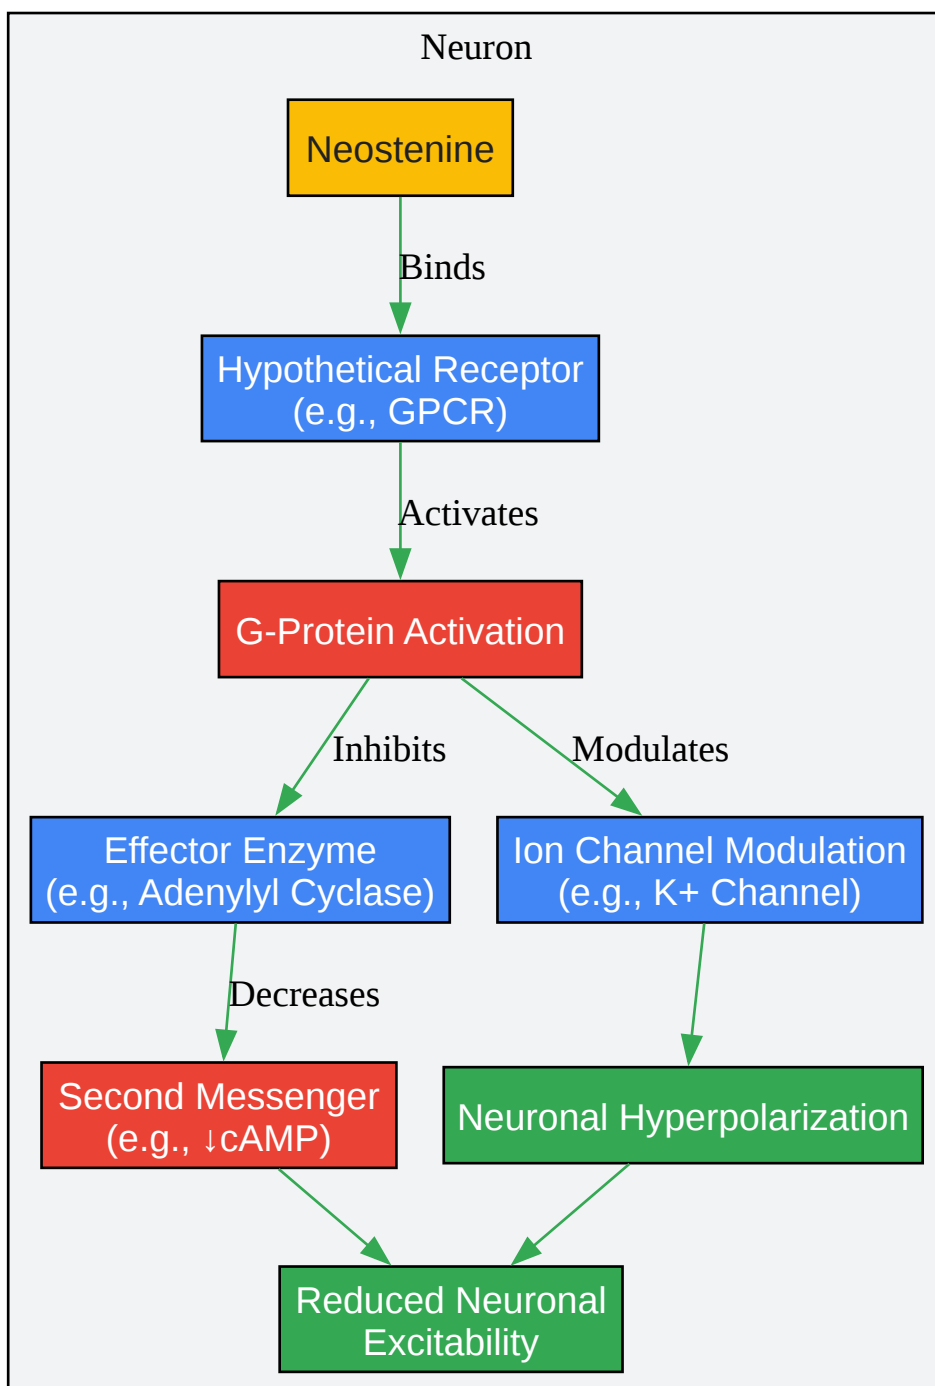 Neuron
Neostenine
Binds
Hypothetical Receptor
(e.g., GPCR)
Activates
G-Protein Activation
Inhibits
Modulates
Effector Enzyme
(e.g., Adenylyl Cyclase)
Ion Channel Modulation
(e.g., K+ Channel)
Decreases
Second Messenger
(e.g., ↓cAMP)
Neuronal Hyperpolarization
Reduced Neuronal
Excitability